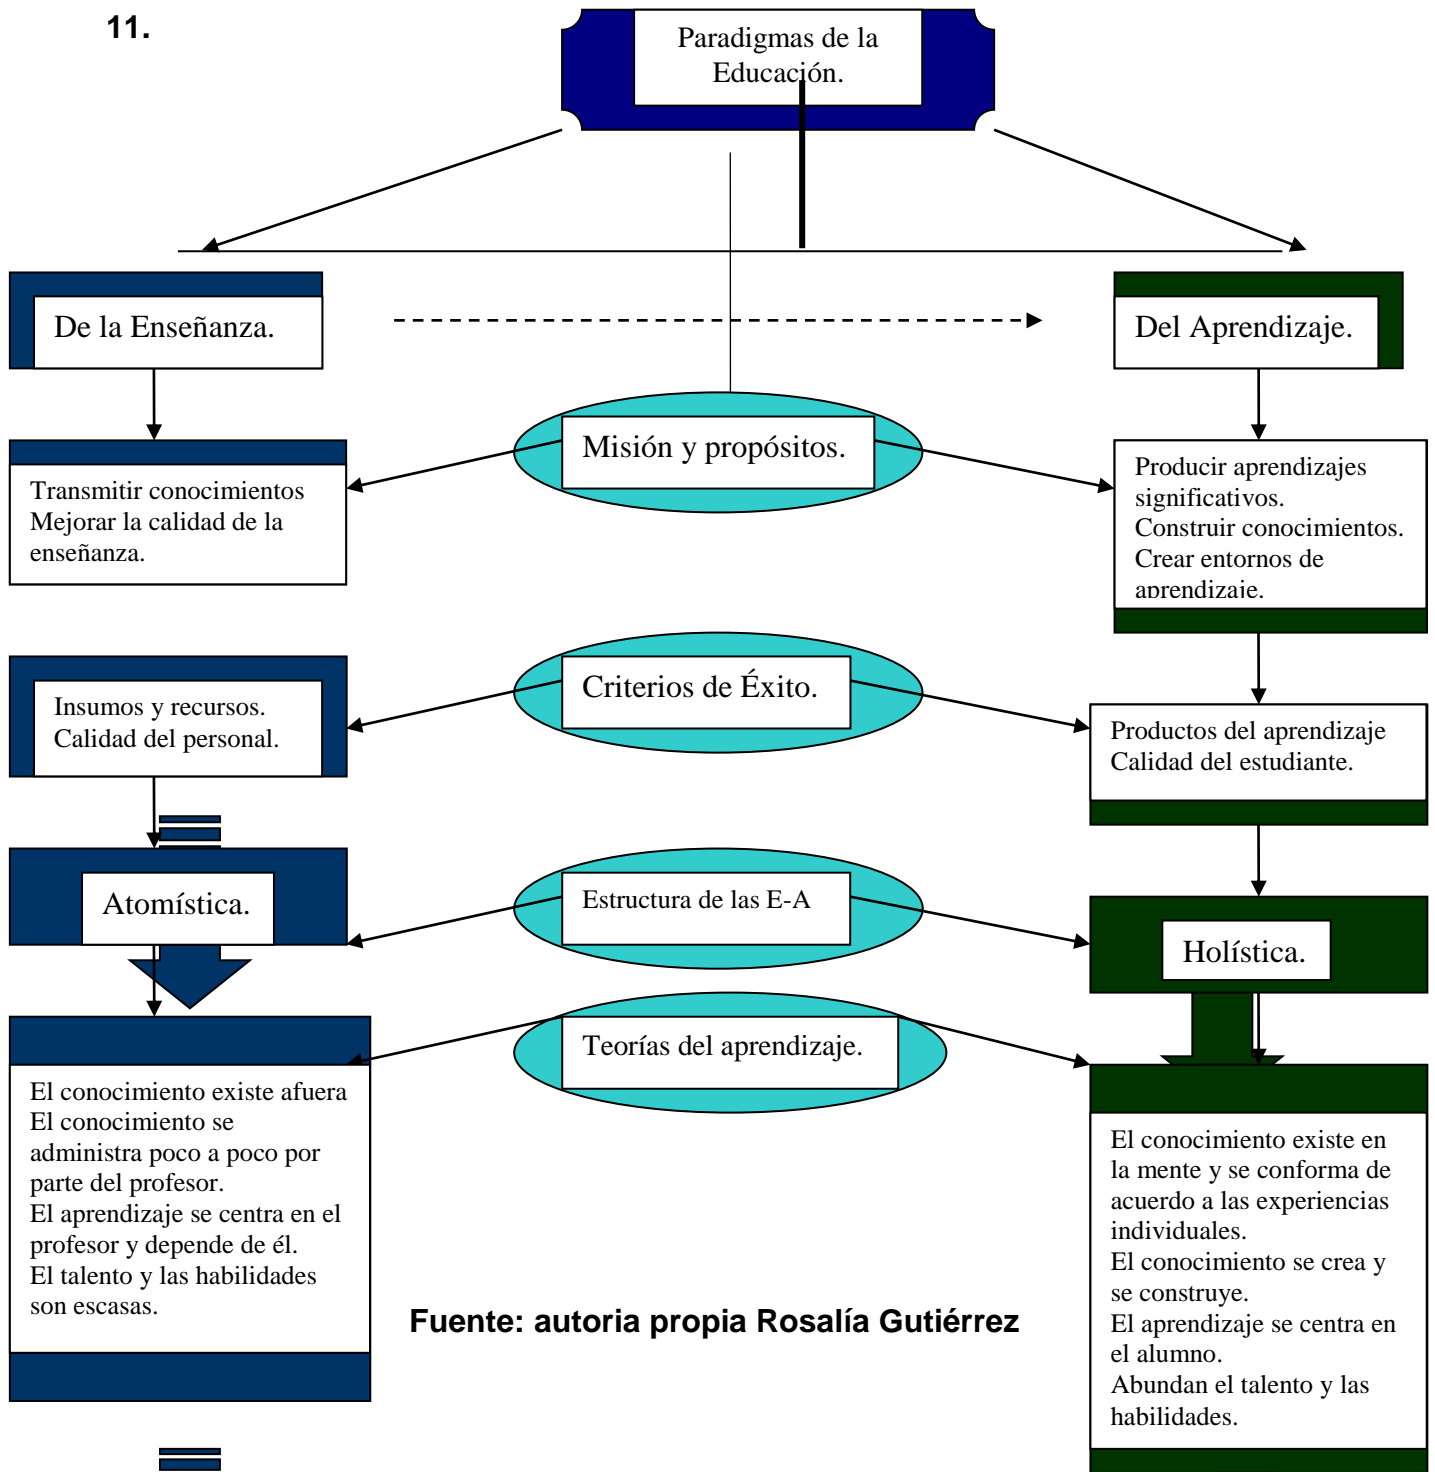 11.
Paradigmas de la
Educación.
De la Enseñanza.
Del Aprendizaje.
Misión y propósitos.
Transmitir conocimientos
Mejorar la calidad de la
enseñanza.
Producir aprendizajes
significativos.
Construir conocimientos.
Crear entornos de
aprendizaje.
Criterios de Éxito.
Insumos y recursos.
Calidad del personal.
Productos del aprendizaje
Calidad del estudiante.
Atomística.
Estructura de las E-A
Holística.
Teorías del aprendizaje.
El conocimiento existe afuera
El conocimiento se
administra poco a poco por
parte del profesor.
El aprendizaje se centra en el
profesor y depende de él.
El talento y las habilidades
son escasas.
El conocimiento existe en
la mente y se conforma de
acuerdo a las experiencias
individuales.
El conocimiento se crea y
se construye.
El aprendizaje se centra en
el alumno.
Abundan el talento y las
habilidades.
Fuente: autoria propia Rosalía Gutiérrez